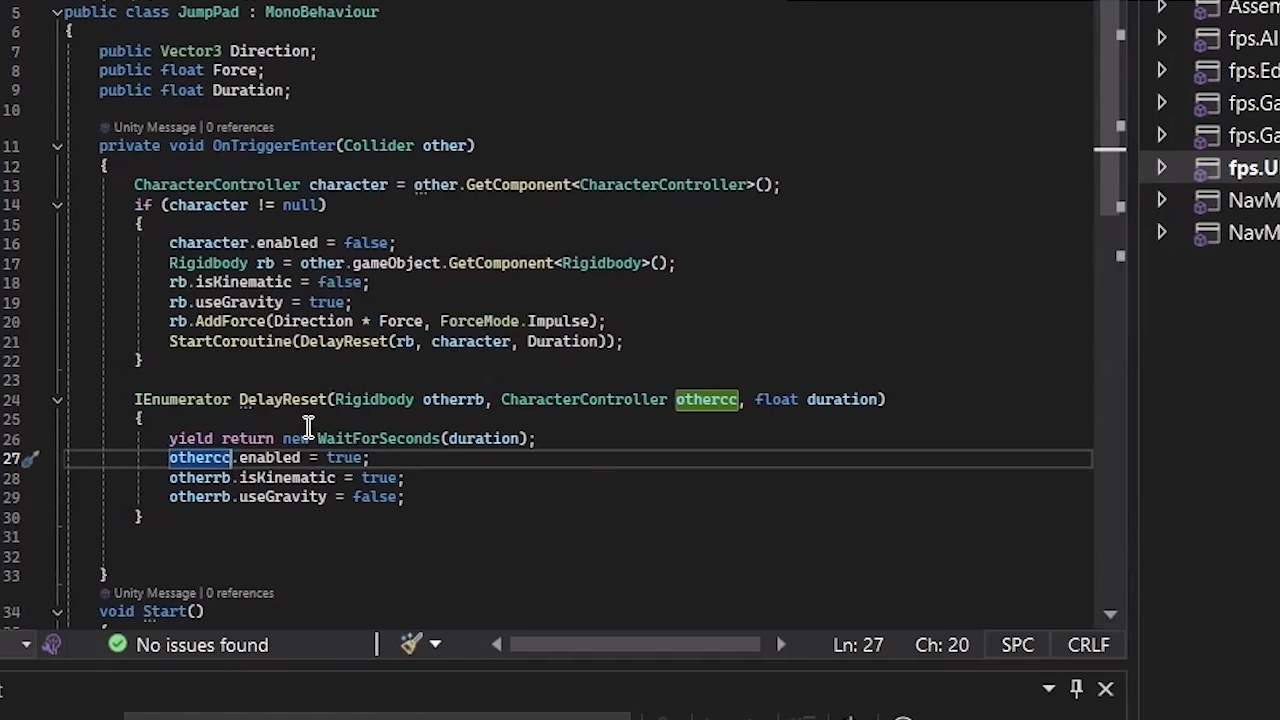 5 public class JumpPad : MonoBehaviour
6 {
7 public Vector3 Direction;
8 public float Force;
9 public float Duration;
10
Unity Message | 0 references
11 private void OnTriggerEnter(Collider other)
12 {
13 CharacterController character = other.GetComponent<CharacterController>();
14 if (character != null)
15 {
16 character.enabled = false;
17 Rigidbody rb = other.gameObject.GetComponent<Rigidbody>();
18 rb.isKinematic = false;
19 rb.useGravity = true;
20 rb.AddForce(Direction * Force, ForceMode.Impulse);
21 StartCoroutine(DelayReset(rb, character, Duration));
22 }
23
24 IEnumerator DelayReset(Rigidbody otherrb, CharacterController othercc, float duration)
25 {
26 yield return new WaitForSeconds(duration);
27 othercc.enabled = true;
28 otherrb.isKinematic = true;
29 otherrb.useGravity = false;
30 }
31
32
33 }
Unity Message | 0 references
34 void Start()
No issues found
Ln: 27 Ch: 20 SPC CRLF
Assem
fps.AI
fps.Ed
fps.Ga
fps.Ga
fps.U
NavM
NavM